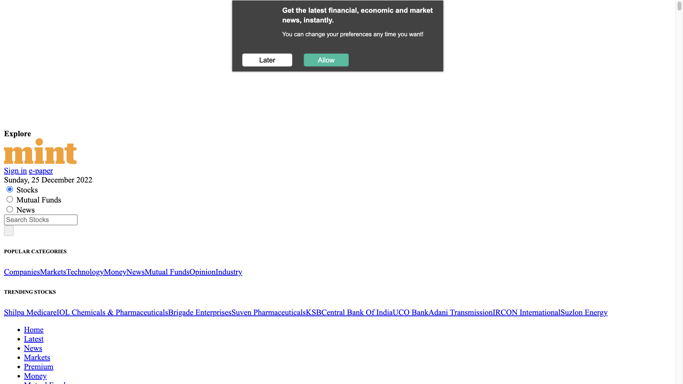 Get the latest financial, economic and market
news, instantly.
You can change your preferences any time you want!
Later
Allow
Explore
mint
Sign in e-paper
Sunday, 25 December 2022
Stocks
Mutual Funds
News
Search Stocks
POPULAR CATEGORIES
CompaniesMarketsTechnologyMoneyNewsMutual FundsOpinionIndustry
TRENDING STOCKS
Shilpa MedicareIOL Chemicals & PharmaceuticalsBrigade EnterprisesSuven PharmaceuticalsKSBCentral Bank Of IndiaUCO BankAdani TransmissionIRCON InternationalSuzlon Energy
Home
Latest
News
Markets
Premium
Money
Mutual Funds